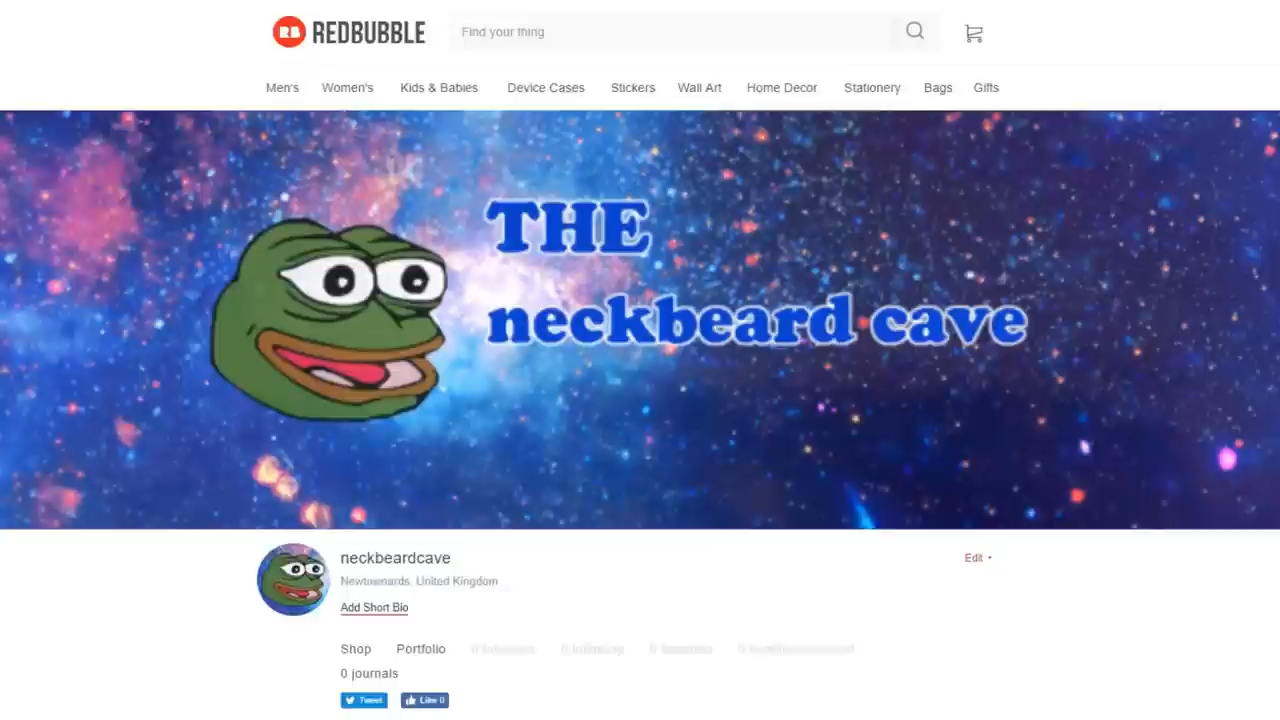 RB REDBUBBLE
Find your thing
Men's Women's Kids & Babies Device Cases Stickers Wall Art Home Decor Stationery Bags Gifts
THE
neckbeard cave
neckbeardcave
Edit
Newtownards, United Kingdom
Add Short Bio
Shop Portfolio
0 journals
Tweet Like 0